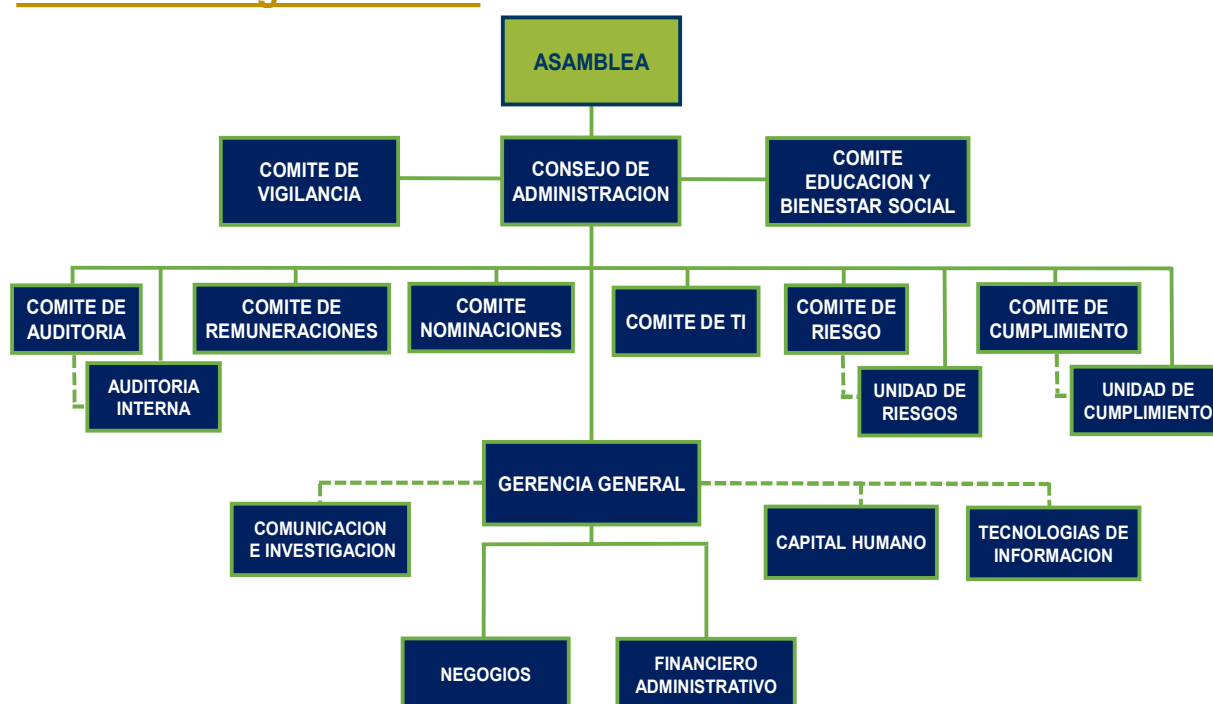 ASAMBLEA
COMITE DE
VIGILANCIA
CONSEJO DE
ADMINISTRACION
COMITE
EDUCACION Y
BIENESTAR SOCIAL
COMITE DE
AUDITORIA
COMITE DE
REMUNERACIONES
COMITE
NOMINACIONES
COMITE DE TI
COMITE DE
RIESGO
COMITE DE
CUMPLIMIENTO
AUDITORIA
INTERNA
UNIDAD DE
RIESGOS
UNIDAD DE
CUMPLIMIENTO
GERENCIA GENERAL
COMUNICACION
E INVESTIGACION
CAPITAL HUMANO
TECNOLOGIAS DE
INFORMACION
NEGOGIOS
FINANCIERO
ADMINISTRATIVO